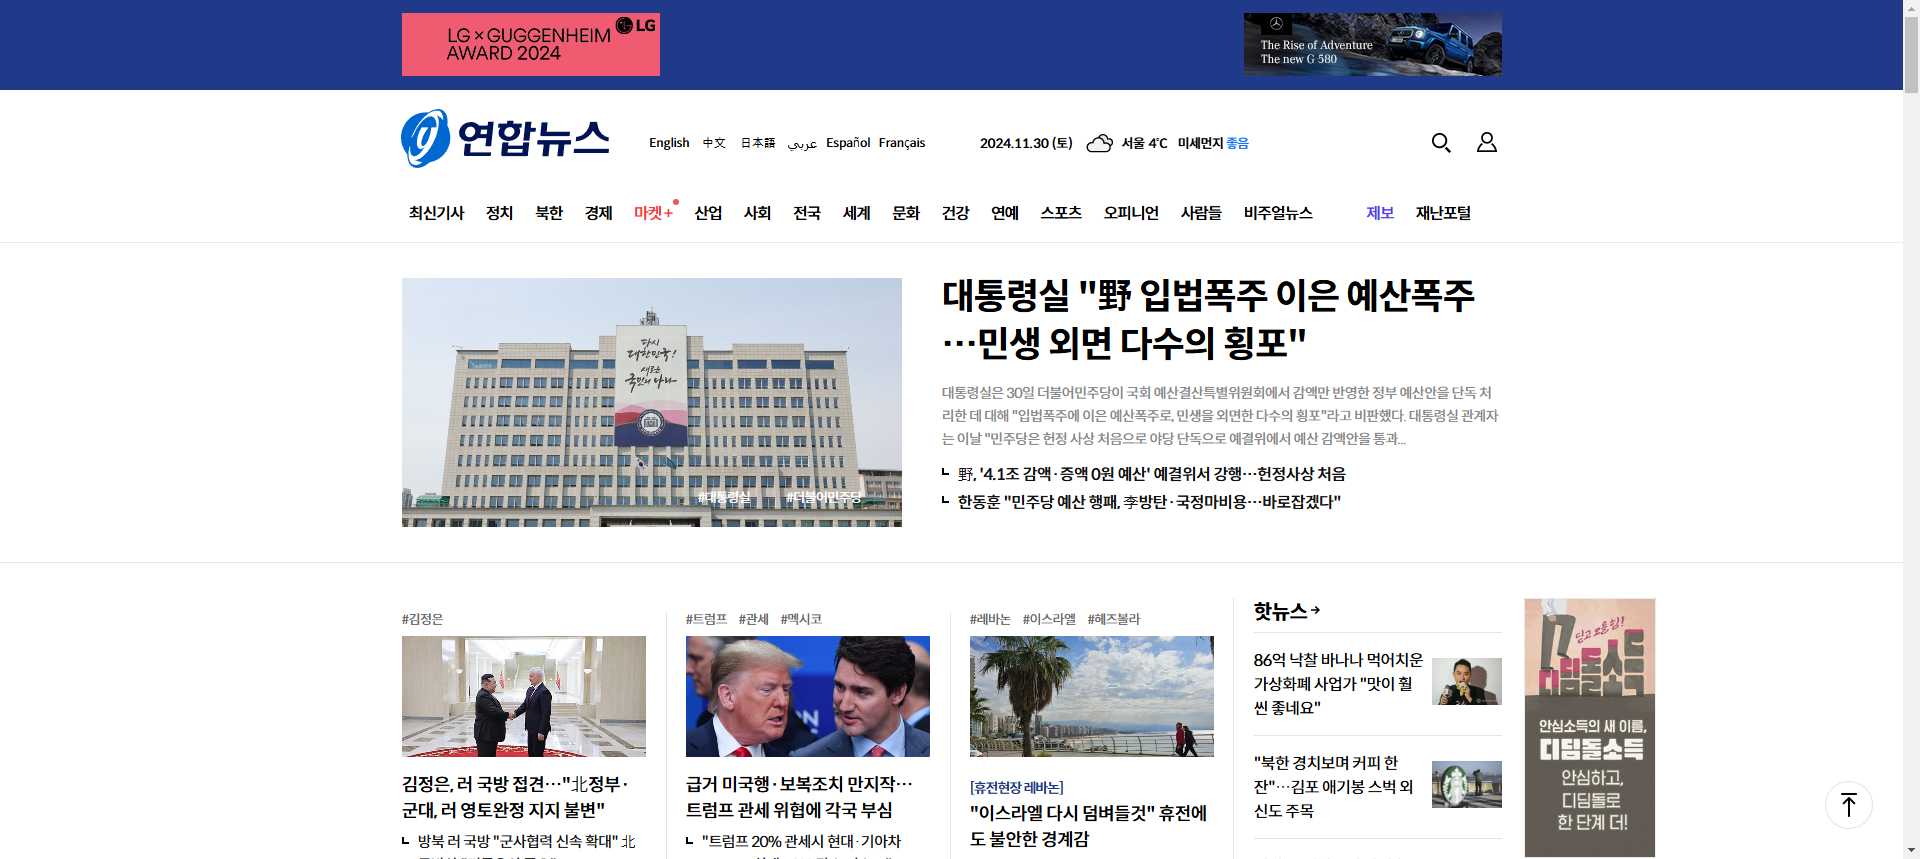 LG × GUGGENHEIM
AWARD 2024
LG
The Rise of Adventure
The new G 580
연합뉴스
English 中文 日本語 عربي Español Français
2024.11.30 (토) 서울 4℃ 미세먼지 좋음
최신기사 정치 북한 경제 마켓+ 산업 사회 전국 세계 문화 건강 연예 스포츠 오피니언 사람들 비주얼뉴스 제보 재난포털
다시
대한민국!
새로운
국민의 나라
#대통령실 #더불어민주당
대통령실 "野 입법폭주 이은 예산폭주
…민생 외면 다수의 횡포"
대통령실은 30일 더불어민주당이 국회 예산결산특별위원회에서 감액만 반영한 정부 예산안을 단독 처
리한 데 대해 "입법폭주에 이은 예산폭주로, 민생을 외면한 다수의 횡포"라고 비판했다. 대통령실 관계자
는 이날 "민주당은 헌정 사상 처음으로 야당 단독으로 예결위에서 예산 감액안을 통과...
野, '4.1조 감액·증액 0원 예산' 예결위서 강행…헌정사상 처음
한동훈 "민주당 예산 행패, 李방탄·국정마비용…바로잡겠다"
#김정은
김정은, 러 국방 접견…"北정부·
군대, 러 영토완정 지지 불변"
방북 러 국방 "군사협력 신속 확대" 北
#트럼프 #관세 #멕시코
급거 미국행·보복조치 만지작…
트럼프 관세 위협에 각국 부심
"트럼프 20% 관세시 현대·기아차
#레바논 #이스라엘 #헤즈볼라
[휴전현장 레바논]
"이스라엘 다시 덤벼들것" 휴전에
도 불안한 경계감
핫뉴스
86억 낙찰 바나나 먹어치운
가상화폐 사업가 "맛이 훨
씬 좋네요"
"북한 경치보며 커피 한
잔"…김포 애기봉 스벅 외
신도 주목
딛고 오를 힘!
디딤돌소득
안심소득의 새 이름,
디딤돌소득
안심하고,
디딤돌로
한 단계 더!